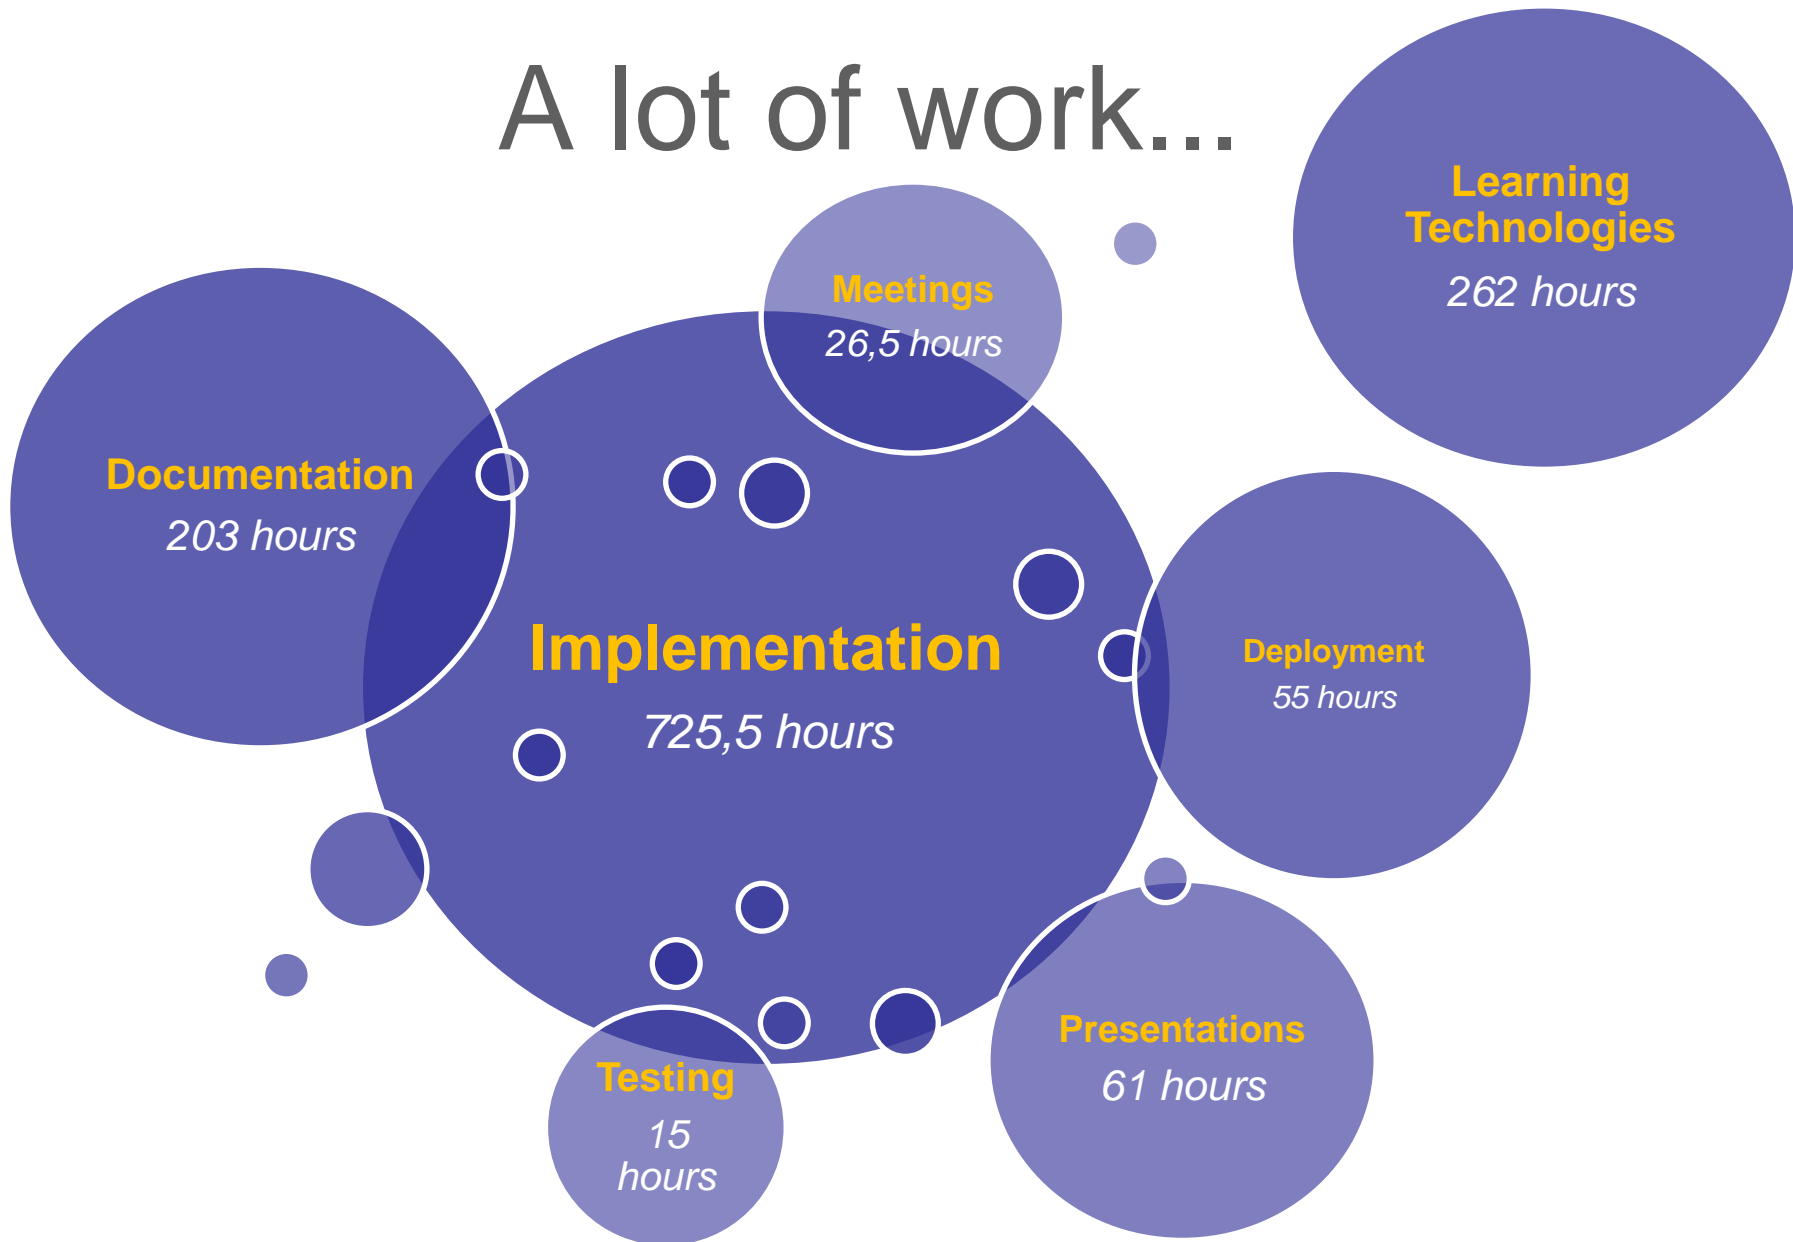 A lot of work...
Learning
Technologies
262 hours
Meetings
26,5 hours
Documentation
203 hours
Implementation
725,5 hours
Deployment
55 hours
Presentations
61 hours
Testing
15
hours